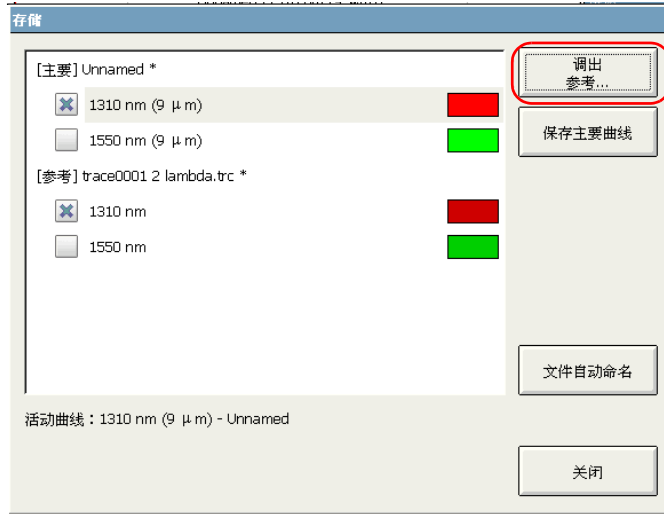 存储
[主要] Unnamed *
1310 nm (9 μm)
1550 nm (9 μm)
[参考] trace0001 2 lambda.trc *
1310 nm
1550 nm
活动曲线：1310 nm (9 μm) - Unnamed
调出
参考...
保存主要曲线
文件自动命名
关闭